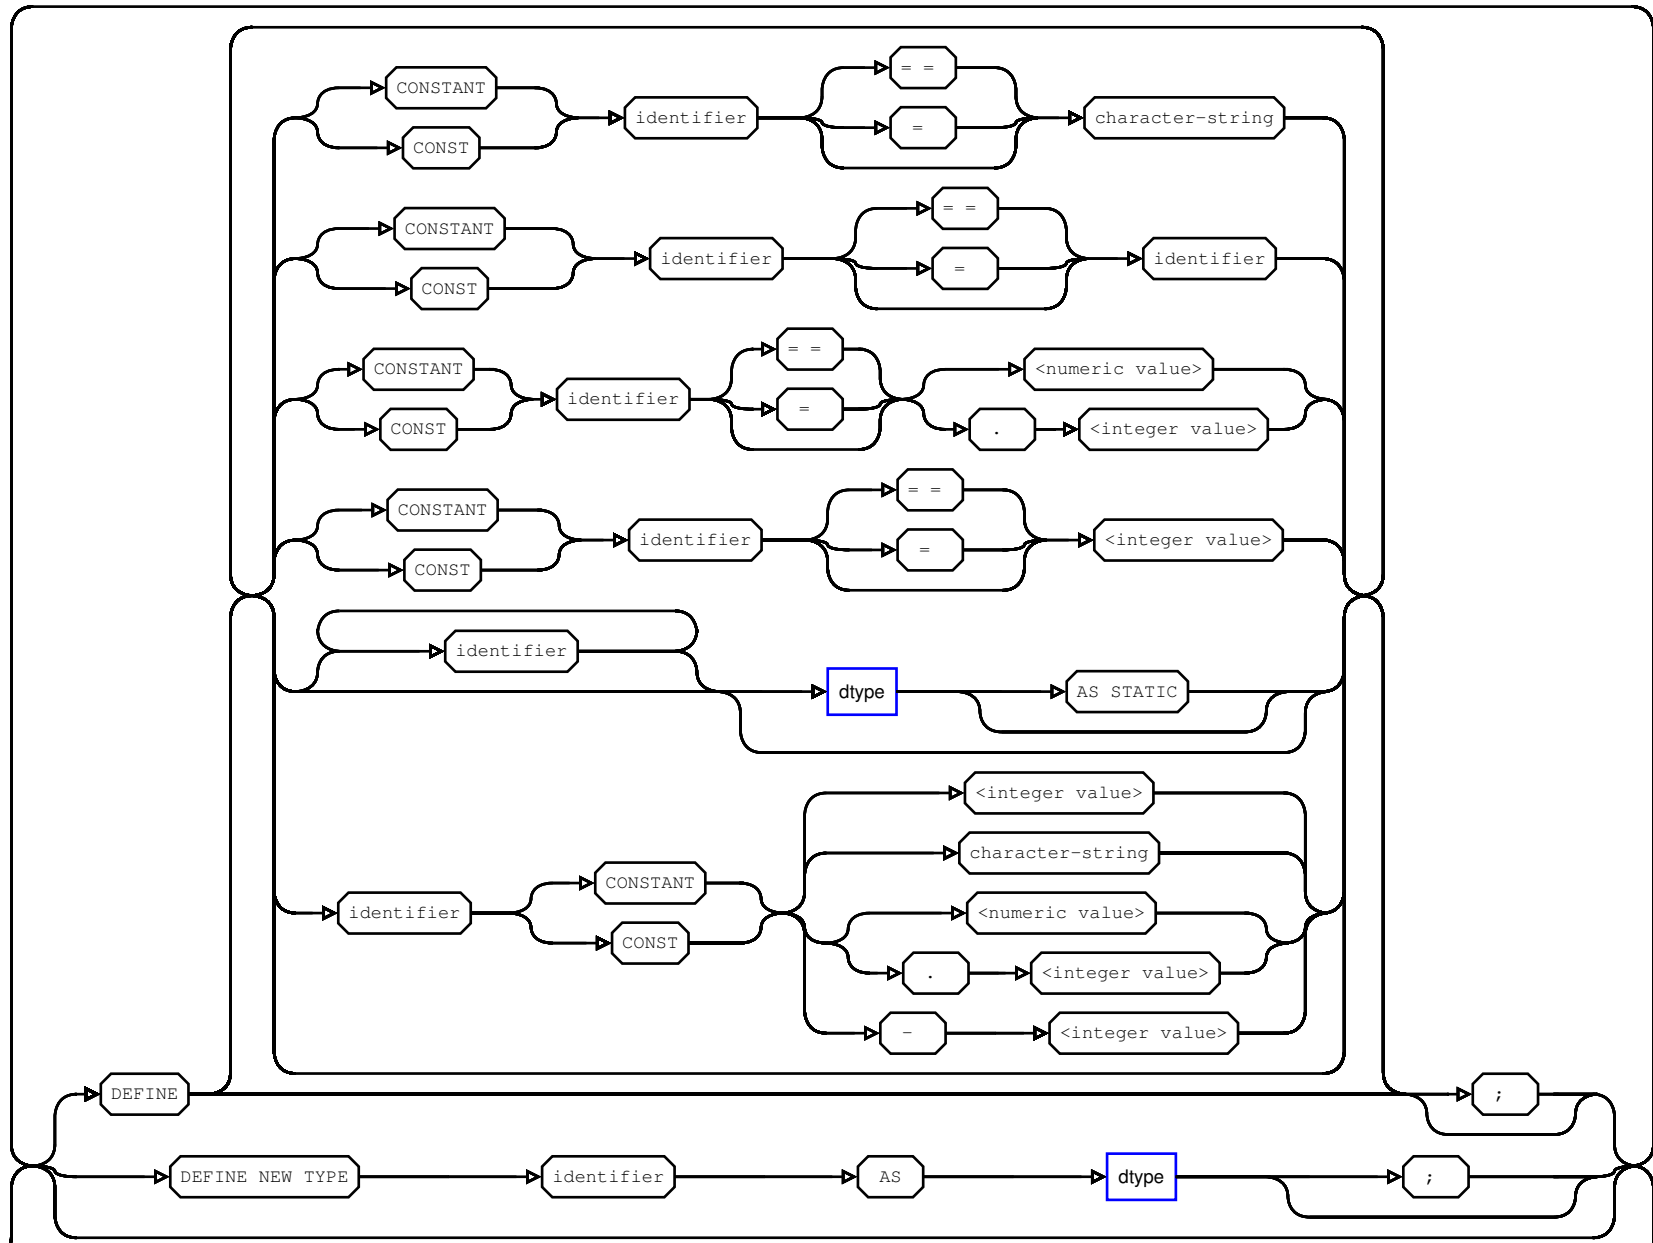 = =
CONSTANT
identifier
=
character-string
CONST
= =
CONSTANT
identifier
=
identifier
CONST
= =
CONSTANT
<numeric value>
identifier
=
CONST
.
<integer value>
= =
CONSTANT
identifier
=
<integer value>
CONST
identifier
dtype
AS STATIC
<integer value>
character-string
CONSTANT
identifier
<numeric value>
CONST
.
<integer value>
-
<integer value>
DEFINE
;
DEFINE NEW TYPE
identifier
AS
dtype
;